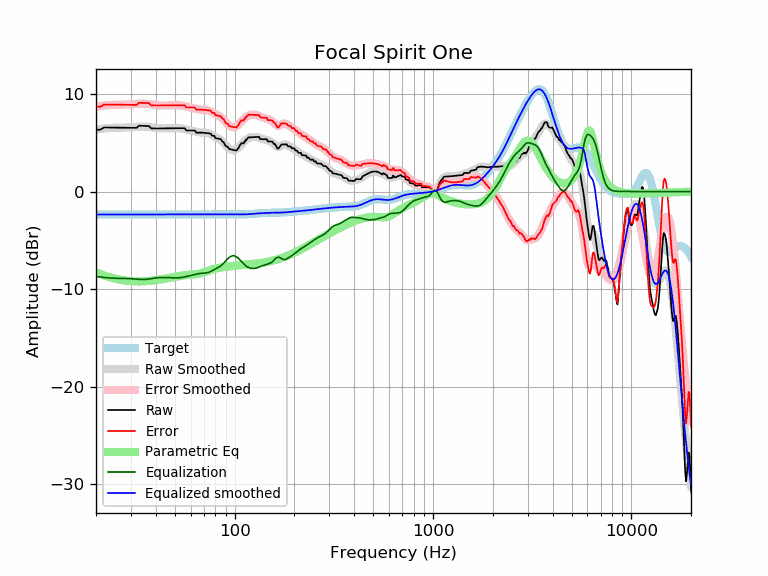 Focal Spirit One
Amplitude (dBr)
10
0
−10
−20
−30
Target
Raw Smoothed
Error Smoothed
Raw
Error
Parametric Eq
Equalization
Equalized smoothed
100
1000
10000
Frequency (Hz)